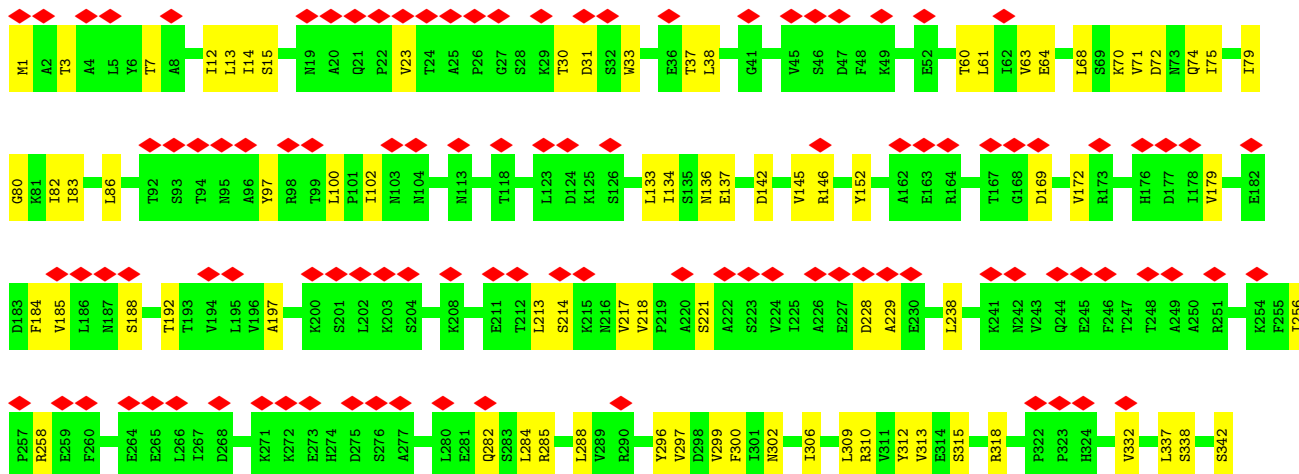 M1 A2 T3 A4 L5 Y6 T7 A8 I12 L13 I14 S15 N19 A20 Q21 P22 V23 T24 A25 P26 G27 S28 K29 T30 D31 S32 W33 E36 T37 L38 G41 V45 S46 D47 F48 K49 E52 T60 L61 I62 V63 E64 L68 S69 K70 V71 D72 N73 Q74 I75 I79
G80 K81 I82 I83 L86 T92 S93 T94 N95 A96 Y97 R98 T99 L100 P101 I102 N103 N104 N113 T118 L123 D124 K125 S126 L133 I134 S135 N136 E137 D142 V145 R146 Y152 A162 E163 R164 T167 G168 D169 V172 R173 H176 D177 I178 V179 E182
D183 F184 V185 L186 N187 S188 T192 T193 V194 L195 V196 A197 K200 S201 L202 K203 S204 K208 E211 T212 L213 S214 K215 N216 V217 V218 P219 A220 S221 A222 S223 V224 I225 A226 E227 D228 A229 E230 L238 K241 N242 V243 Q244 E245 F246 T247 T248 A249 A250 R251 K254 F255 I256
P257 R258 E259 F260 E264 E265 L266 I267 D268 K271 K272 E273 H274 D275 S276 A277 L280 E281 Q282 S283 L284 R285 L288 V289 R290 Y296 V297 D298 V299 F300 I301 N302 I306 L309 R310 V311 Y312 V313 E314 S315 R318 P322 P323 H324 V332 L337 S338 S342